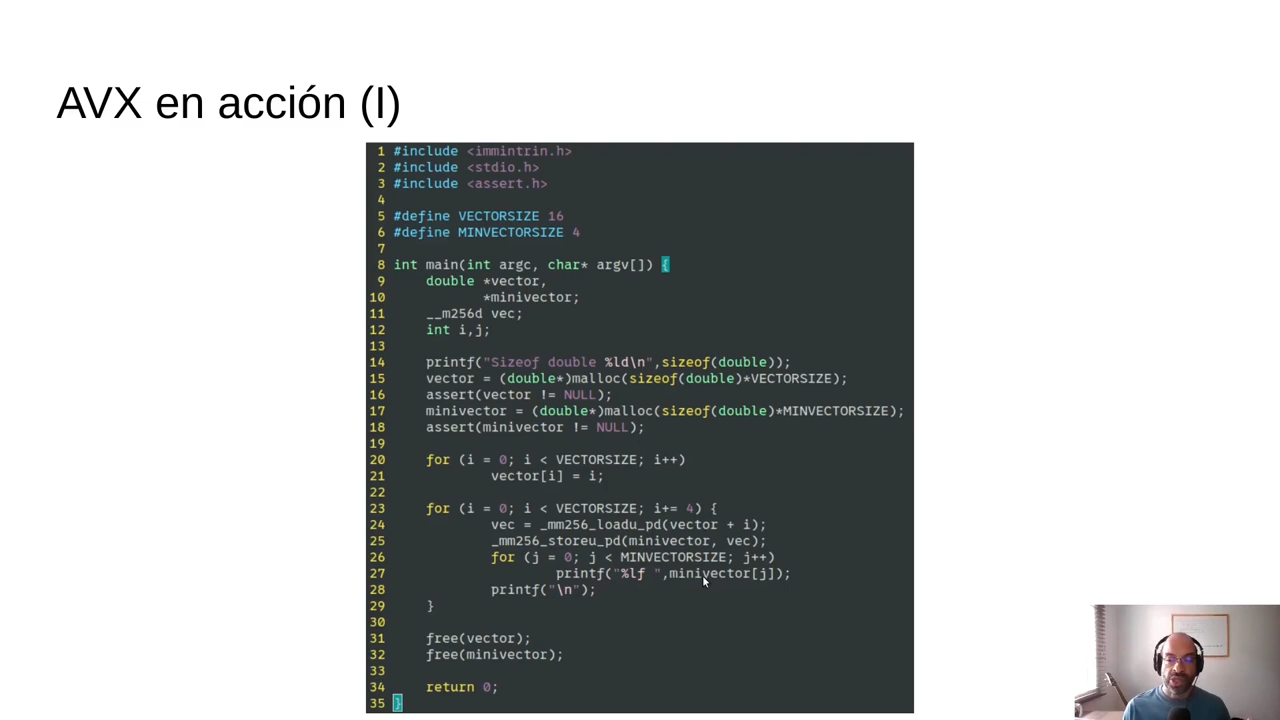 AVX en acción (I)
1 #include <immintrin.h>
2 #include <stdio.h>
3 #include <assert.h>
4
5 #define VECTORSIZE 16
6 #define MINVECTORSIZE 4
7
8 int main(int argc, char* argv[]) {
9     double *vector,
10            *minivector;
11     __m256d vec;
12     int i,j;
13
14     printf("Sizeof double %ld\n",sizeof(double));
15     vector = (double*)malloc(sizeof(double)*VECTORSIZE);
16     assert(vector != NULL);
17     minivector = (double*)malloc(sizeof(double)*MINVECTORSIZE);
18     assert(minivector != NULL);
19
20     for (i = 0; i < VECTORSIZE; i++)
21             vector[i] = i;
22
23     for (i = 0; i < VECTORSIZE; i+= 4) {
24             vec = _mm256_loadu_pd(vector + i);
25             _mm256_storeu_pd(minivector, vec);
26             for (j = 0; j < MINVECTORSIZE; j++)
27                     printf("%lf ",minivector[j]);
28             printf("\n");
29     }
30
31     free(vector);
32     free(minivector);
33
34     return 0;
35 }